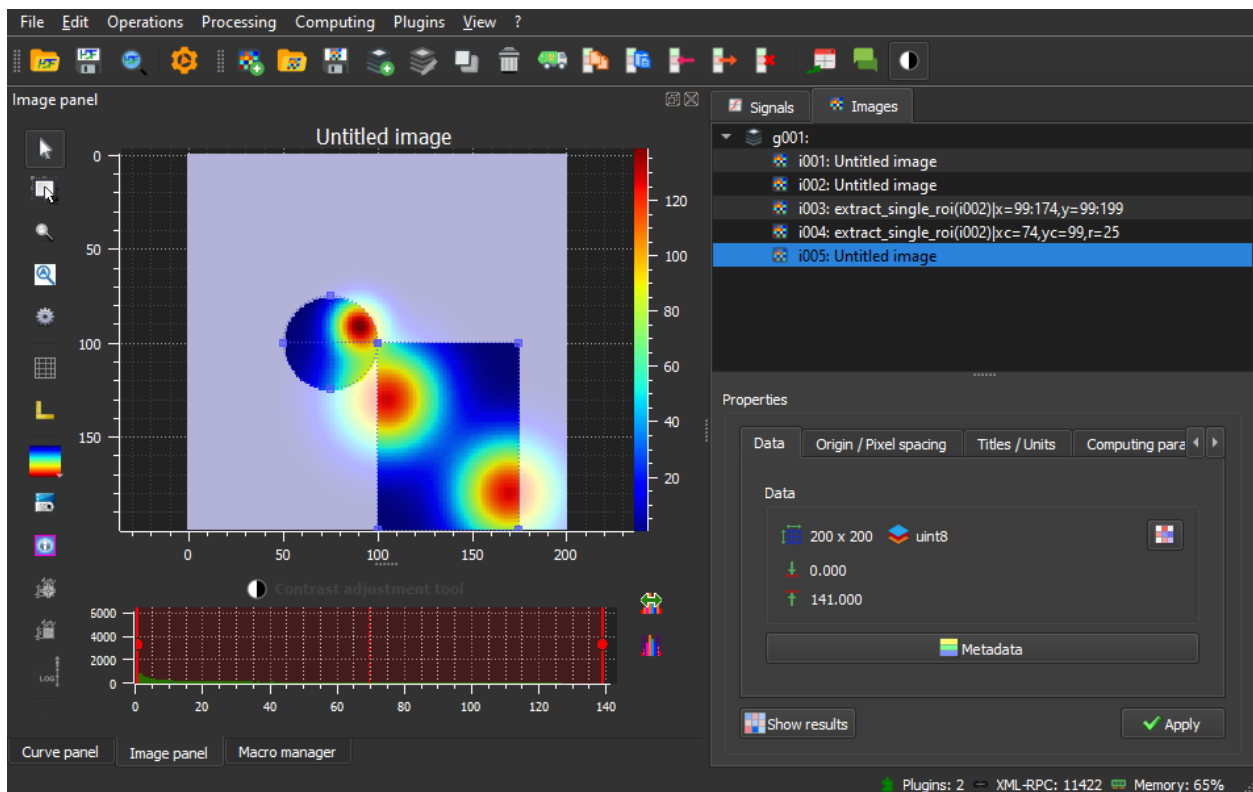 File Edit Operations Processing Computing Plugins View ?
Image panel
Untitled image
0
50
100
150
0 50 100 150 200
120
100
80
60
40
20
Contrast adjustment tool
6000
4000
2000
0
0 20 40 60 80 100 120 140
LOG
Curve panel Image panel Macro manager
Signals Images
g001:
i001: Untitled image
i002: Untitled image
i003: extract_single_roi(i002)|x=99:174,y=99:199
i004: extract_single_roi(i002)|xc=74,yc=99,r=25
i005: Untitled image
Properties
Data Origin / Pixel spacing Titles / Units Computing para
Data
200 x 200 uint8
0.000
141.000
Metadata
Show results Apply
Plugins: 2 XML-RPC: 11422 Memory: 65%